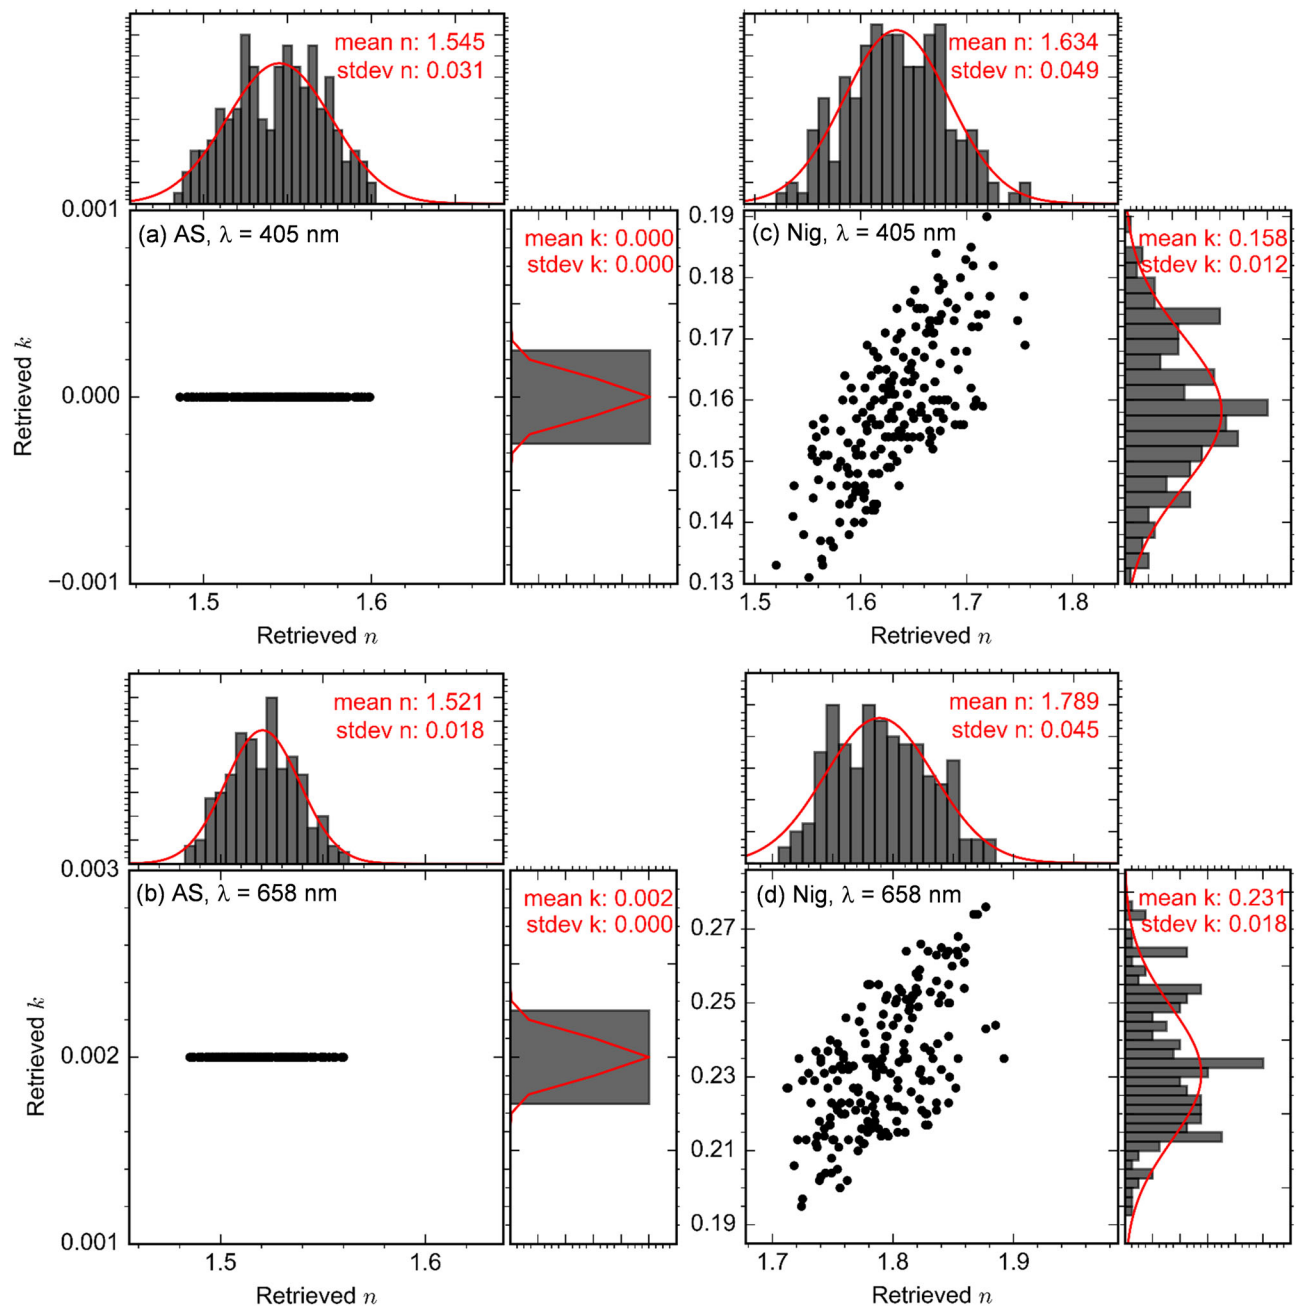 mean n: 1.545
stdev n: 0.031
mean n: 1.634
stdev n: 0.049
0.001
0.000
−0.001
Retrieved k
(a) AS, λ = 405 nm
mean k: 0.000
stdev k: 0.000
1.5
1.6
Retrieved n
0.19
0.18
0.17
0.16
0.15
0.14
0.13
(c) Nig, λ = 405 nm
mean k: 0.158
stdev k: 0.012
1.5
1.6
1.7
1.8
Retrieved n
mean n: 1.521
stdev n: 0.018
mean n: 1.789
stdev n: 0.045
0.003
0.002
0.001
Retrieved k
(b) AS, λ = 658 nm
mean k: 0.002
stdev k: 0.000
1.5
1.6
Retrieved n
0.27
0.25
0.23
0.21
0.19
(d) Nig, λ = 658 nm
mean k: 0.231
stdev k: 0.018
1.7
1.8
1.9
Retrieved n